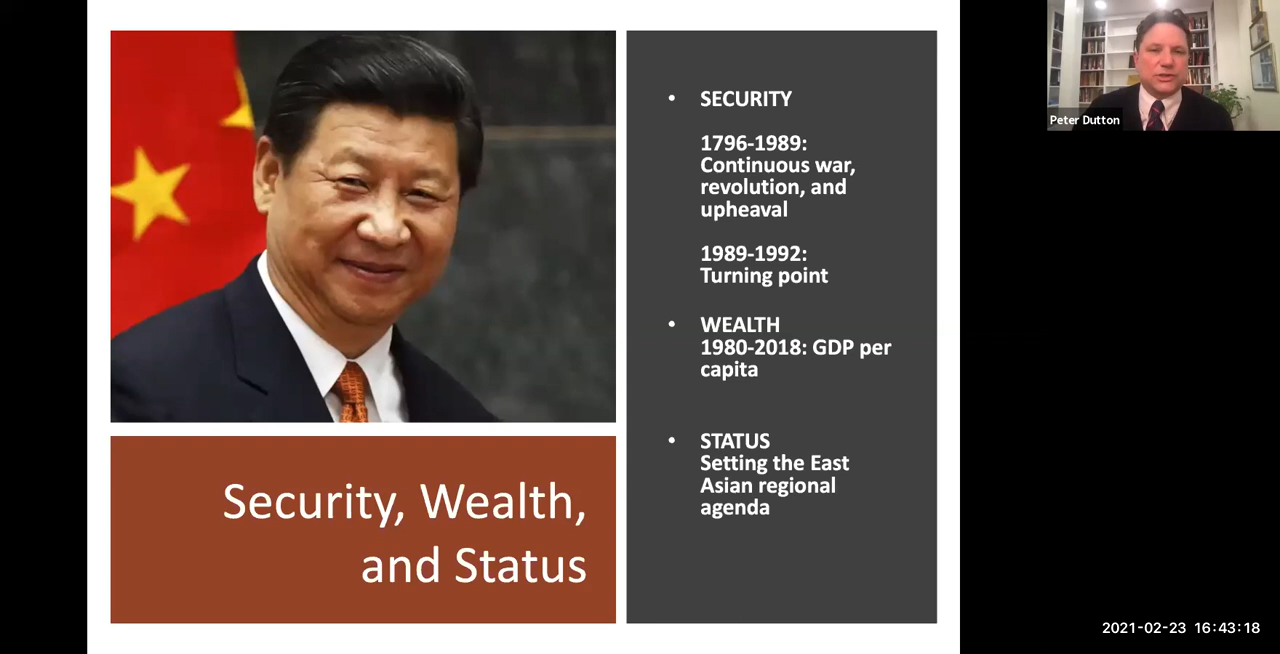 • SECURITY
1796-1989:
Continuous war,
revolution, and
upheaval
1989-1992:
Turning point
• WEALTH
1980-2018: GDP per
capita
• STATUS
Setting the East
Asian regional
agenda
Security, Wealth,
and Status
Peter Dutton
2021-02-23 16:43:18